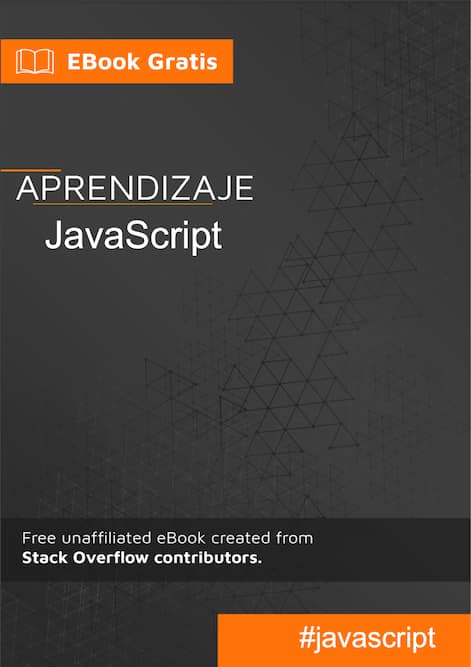 EBook Gratis
APRENDIZAJE
JavaScript
Free unaffiliated eBook created from
Stack Overflow contributors.
#javascript